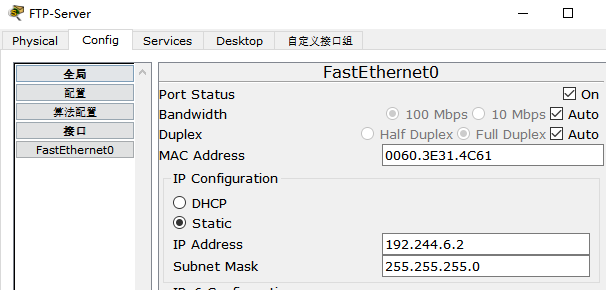 FTP-Server
Physical Config Services Desktop 自定义接口组
全局
配置
算法配置
接口
FastEthernet0
FastEthernet0
Port Status On
Bandwidth 100 Mbps 10 Mbps Auto
Duplex Half Duplex Full Duplex Auto
MAC Address 0060.3E31.4C61
IP Configuration
DHCP
Static
IP Address 192.244.6.2
Subnet Mask 255.255.255.0